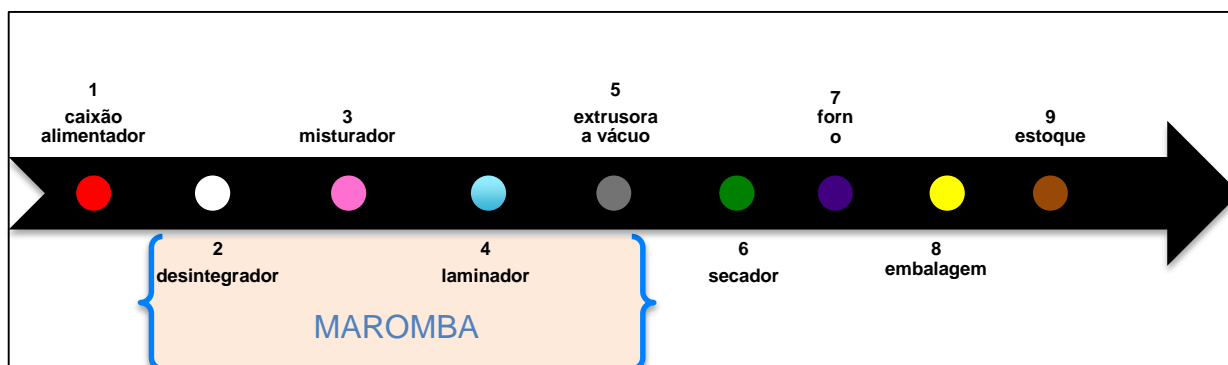 1
caixão
alimentador
2
desintegrador
3
misturador
4
laminador
5
extrusora
a vácuo
6
secador
7
forn
o
8
embalagem
9
estoque
MAROMBA